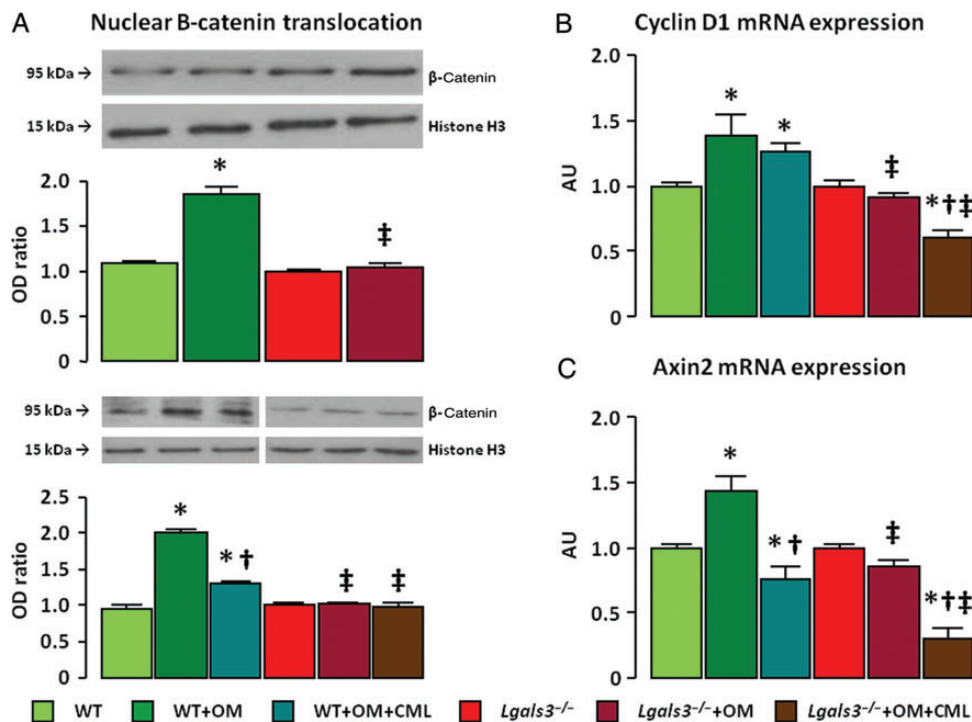 A Nuclear B-catenin translocation
95 kDa → β-Catenin
15 kDa → Histone H3
OD ratio
2.0
1.5
1.0
0.5
0
*
‡
95 kDa → β-Catenin
15 kDa → Histone H3
OD ratio
2.5
2.0
1.5
1.0
0.5
0
*
* †
‡
‡
B Cyclin D1 mRNA expression
AU
2.0
1.5
1.0
0.5
0
*
*
‡
*†‡
C Axin2 mRNA expression
AU
2.0
1.5
1.0
0.5
0
*
* †
‡
*†‡
WT WT+OM WT+OM+CML Lgals3−/− Lgals3−/−+OM Lgals3−/−+OM+CML